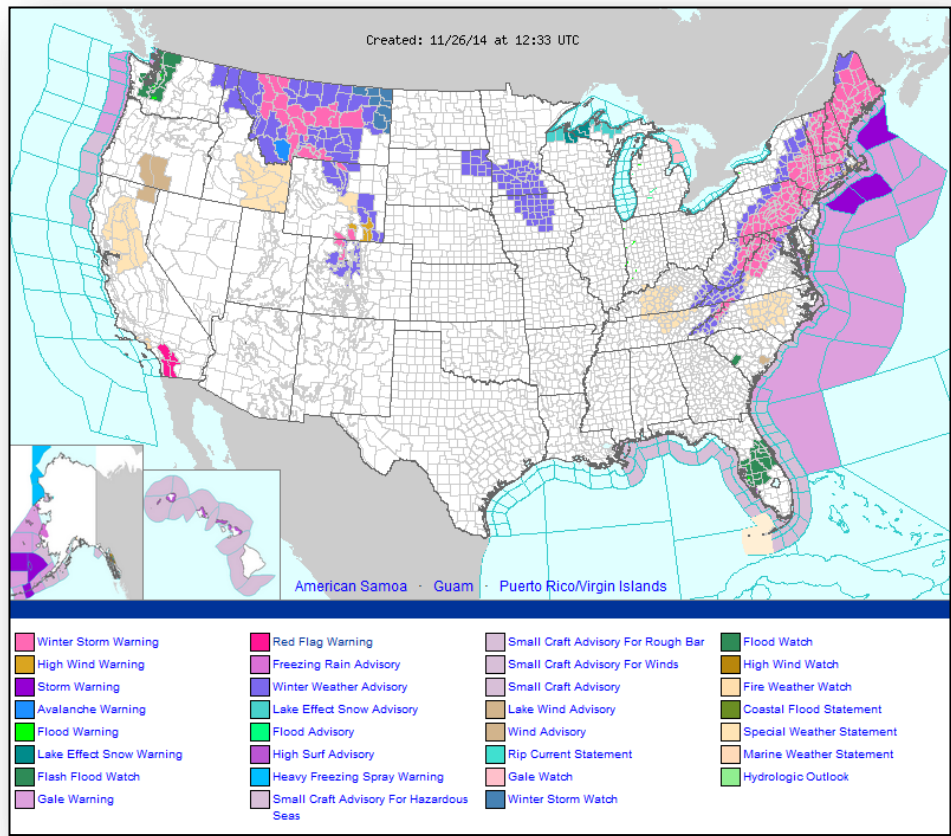 Created: 11/26/14 at 12:33 UTC
American Samoa · Guam · Puerto Rico/Virgin Islands
Winter Storm Warning
High Wind Warning
Storm Warning
Avalanche Warning
Flood Warning
Lake Effect Snow Warning
Flash Flood Watch
Gale Warning
Red Flag Warning
Freezing Rain Advisory
Winter Weather Advisory
Lake Effect Snow Advisory
Flood Advisory
High Surf Advisory
Heavy Freezing Spray Warning
Small Craft Advisory For Hazardous
Seas
Small Craft Advisory For Rough Bar
Small Craft Advisory For Winds
Small Craft Advisory
Lake Wind Advisory
Wind Advisory
Rip Current Statement
Gale Watch
Winter Storm Watch
Flood Watch
High Wind Watch
Fire Weather Watch
Coastal Flood Statement
Special Weather Statement
Marine Weather Statement
Hydrologic Outlook